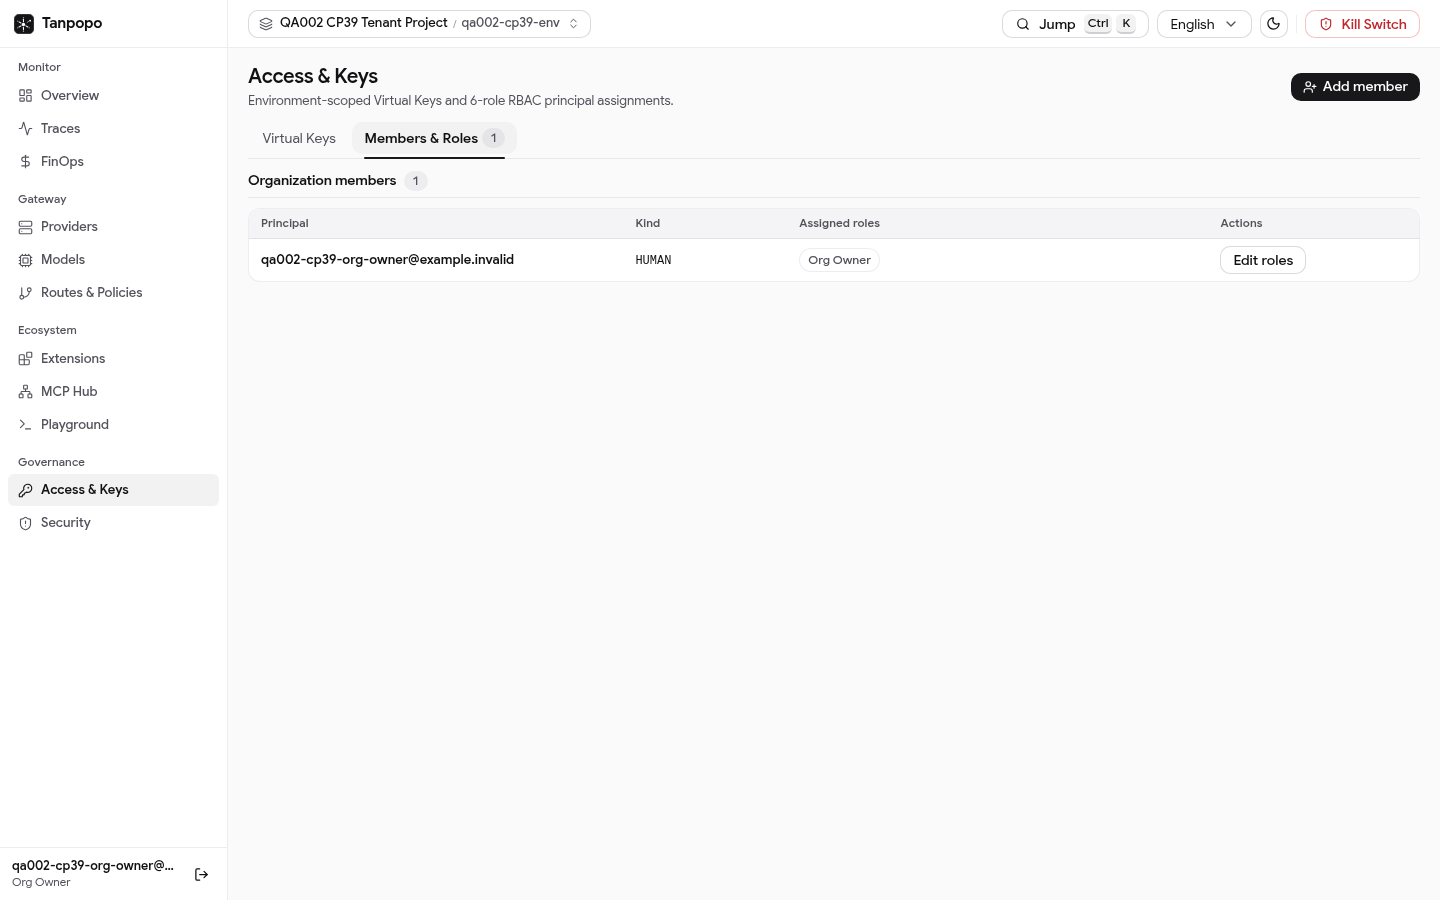 Tanpopo
QA002 CP39 Tenant Project / qa002-cp39-env
Jump Ctrl K
English
Kill Switch
Monitor
Overview
Traces
FinOps
Gateway
Providers
Models
Routes & Policies
Ecosystem
Extensions
MCP Hub
Playground
Governance
Access & Keys
Security
qa002-cp39-org-owner@...
Org Owner
Access & Keys
Environment-scoped Virtual Keys and 6-role RBAC principal assignments.
Add member
Virtual Keys
Members & Roles 1
Organization members 1
Principal Kind Assigned roles Actions
qa002-cp39-org-owner@example.invalid HUMAN Org Owner Edit roles